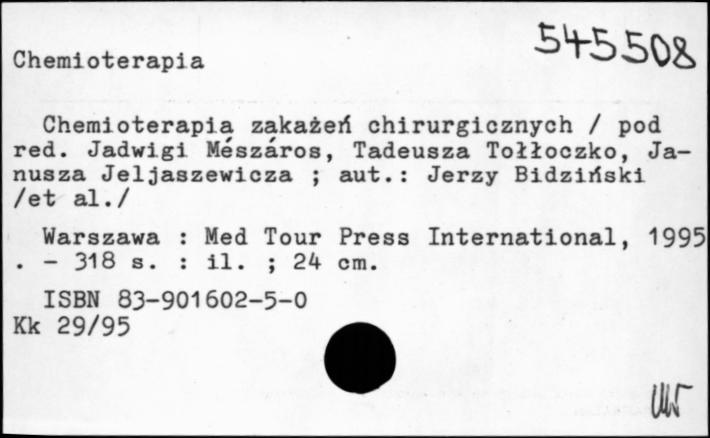 545508
Chemioterapia
Chemioterapia zakażeń chirurgicznych / pod
red. Jadwigi Mészáros, Tadeusza Tołłoczko, Ja-
nusza Jeljaszewicza ; aut.: Jerzy Bidziński
/et al./
Warszawa : Med Tour Press International, 1995
. - 318 s. : il. ; 24 cm.
ISBN 83-901602-5-0
Kk 29/95